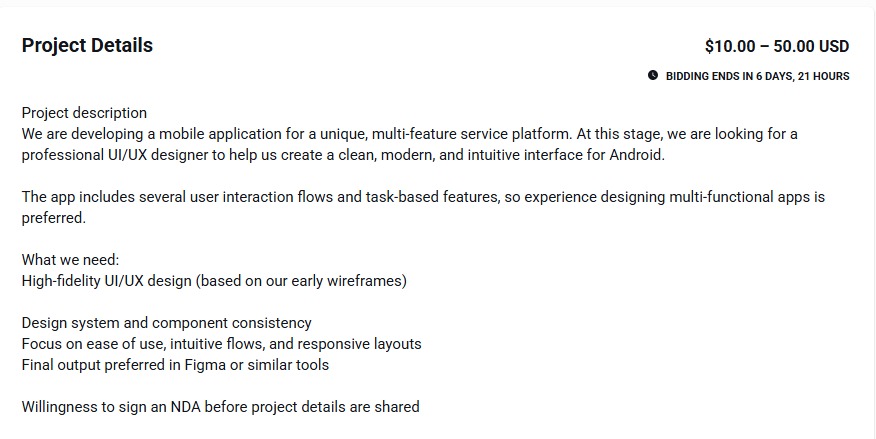 Project Details
$10.00 – 50.00 USD
BIDDING ENDS IN 6 DAYS, 21 HOURS
Project description
We are developing a mobile application for a unique, multi-feature service platform. At this stage, we are looking for a
professional UI/UX designer to help us create a clean, modern, and intuitive interface for Android.
The app includes several user interaction flows and task-based features, so experience designing multi-functional apps is
preferred.
What we need:
High-fidelity UI/UX design (based on our early wireframes)
Design system and component consistency
Focus on ease of use, intuitive flows, and responsive layouts
Final output preferred in Figma or similar tools
Willingness to sign an NDA before project details are shared